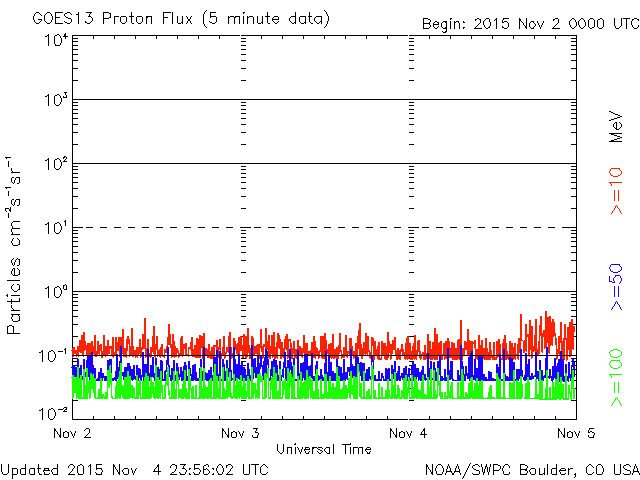 GOES13 Proton Flux (5 minute data)
Begin: 2015 Nov 2 0000 UTC
10⁴
10³
10²
10¹
10⁰
10⁻¹
10⁻²
Particles cm⁻²s⁻¹sr⁻¹
MeV
>=10
>=50
>=100
Nov 2
Nov 3
Nov 4
Nov 5
Universal Time
Updated 2015 Nov 4 23:56:02 UTC
NOAA/SWPC Boulder, CO USA